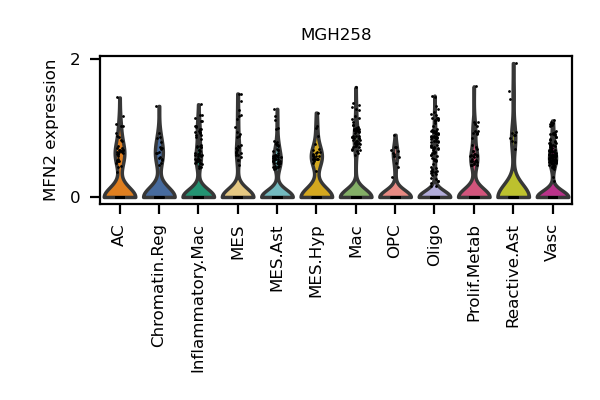 MGH258
MFN2 expression
2
0
AC
Chromatin.Reg
Inflammatory.Mac
MES
MES.Ast
MES.Hyp
Mac
OPC
Oligo
Prolif.Metab
Reactive.Ast
Vasc